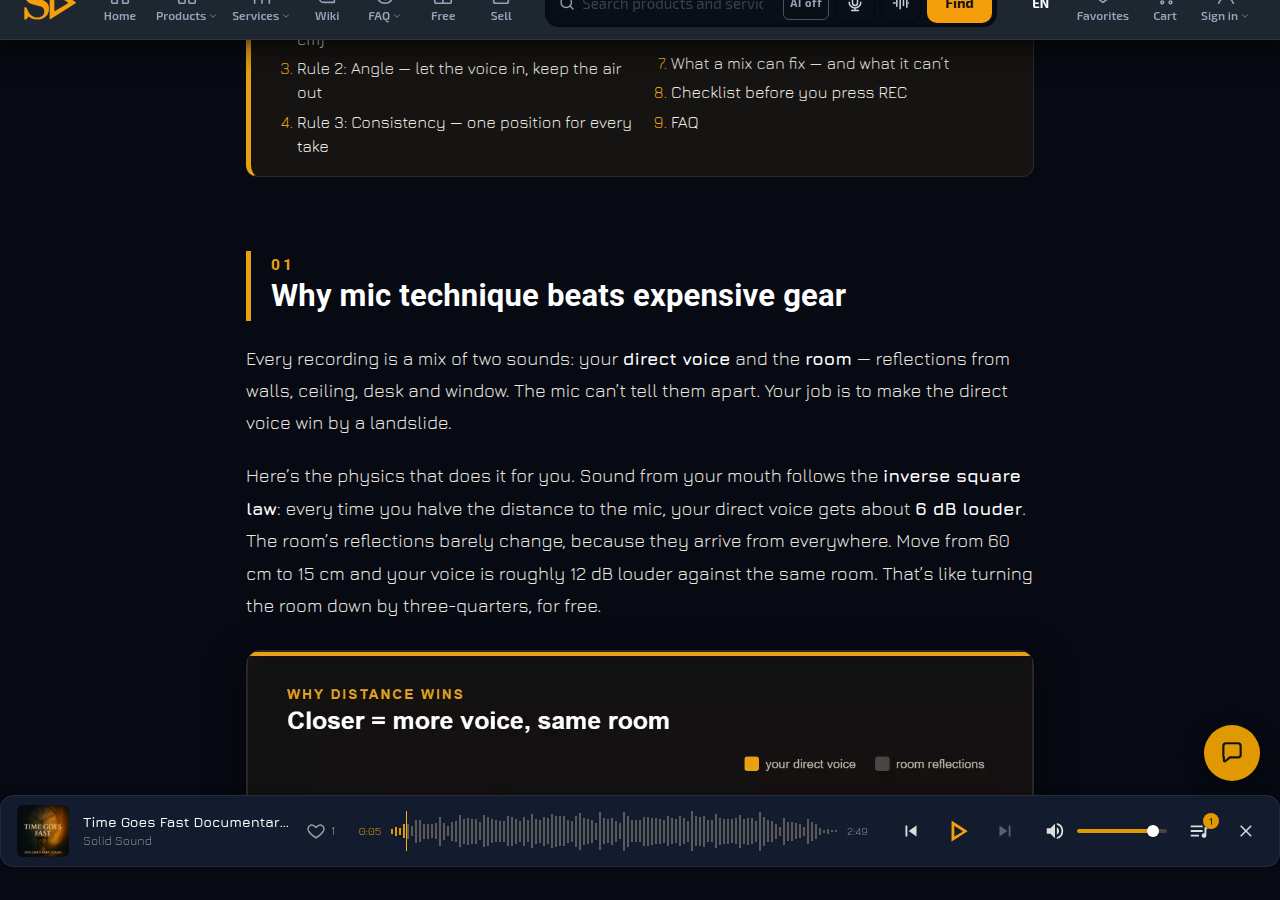 Home Products Services Wiki FAQ Free Sell Search products and servic AI off Find EN Favorites Cart Sign in
3. Rule 2: Angle — let the voice in, keep the air
out
4. Rule 3: Consistency — one position for every
take
7. What a mix can fix — and what it can't
8. Checklist before you press REC
9. FAQ
01
Why mic technique beats expensive gear
Every recording is a mix of two sounds: your direct voice and the room — reflections from
walls, ceiling, desk and window. The mic can't tell them apart. Your job is to make the direct
voice win by a landslide.
Here's the physics that does it for you. Sound from your mouth follows the inverse square
law: every time you halve the distance to the mic, your direct voice gets about 6 dB louder.
The room's reflections barely change, because they arrive from everywhere. Move from 60
cm to 15 cm and your voice is roughly 12 dB louder against the same room. That's like turning
the room down by three-quarters, for free.
WHY DISTANCE WINS
Closer = more voice, same room
your direct voice room reflections
TIME GOES
FAST
Time Goes Fast Documentar...
Solid Sound
1
0:05
2:49
1